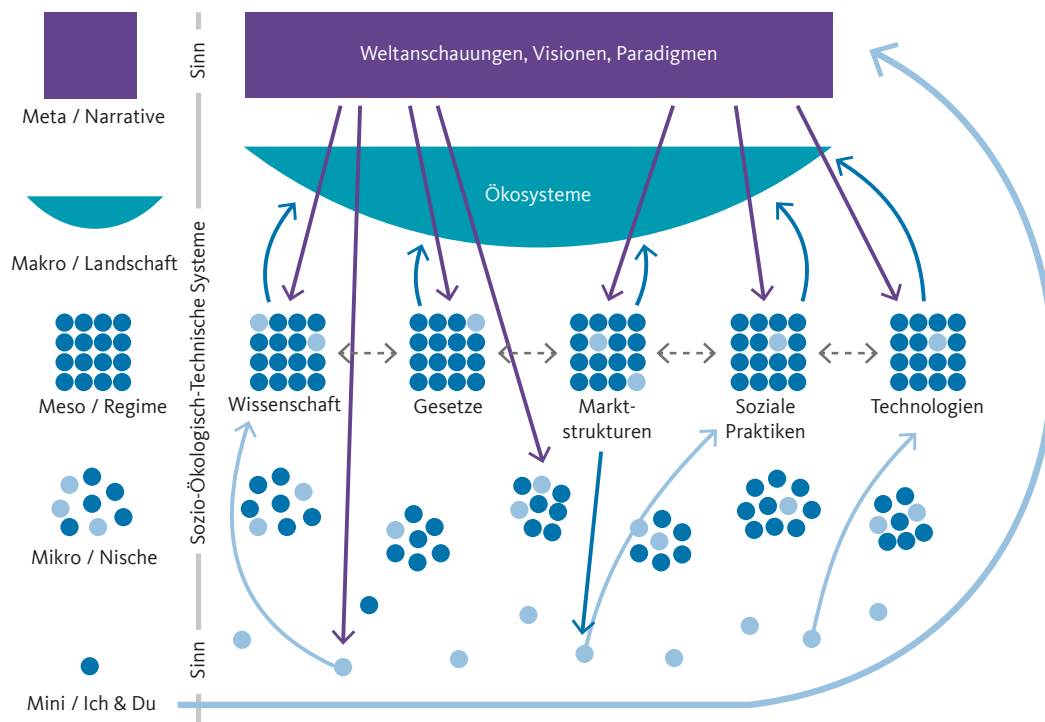 Sinn
Weltanschauungen, Visionen, Paradigmen
Meta / Narrative
Ökosysteme
Makro / Landschaft
Sozio-Ökologisch-Technische Systeme
Meso / Regime
Wissenschaft
Gesetze
Markt-
strukturen
Soziale
Praktiken
Technologien
Mikro / Nische
Sinn
Mini / Ich & Du